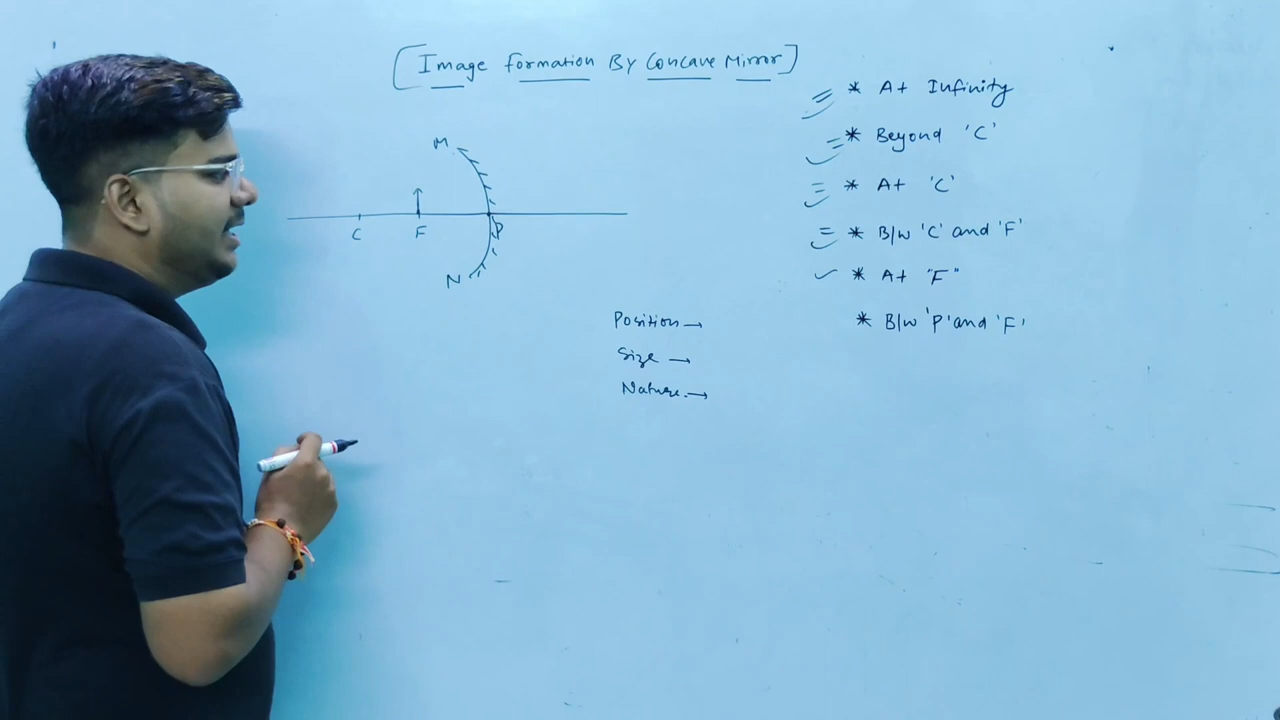 [Image formation By Concave Mirror]
* At Infinity
* Beyond 'C'
* At 'C'
* B/w 'C' and 'F'
* At 'F"
* B/w 'P' and 'F'
M
C
F
P
N
Position →
Size →
Nature. →